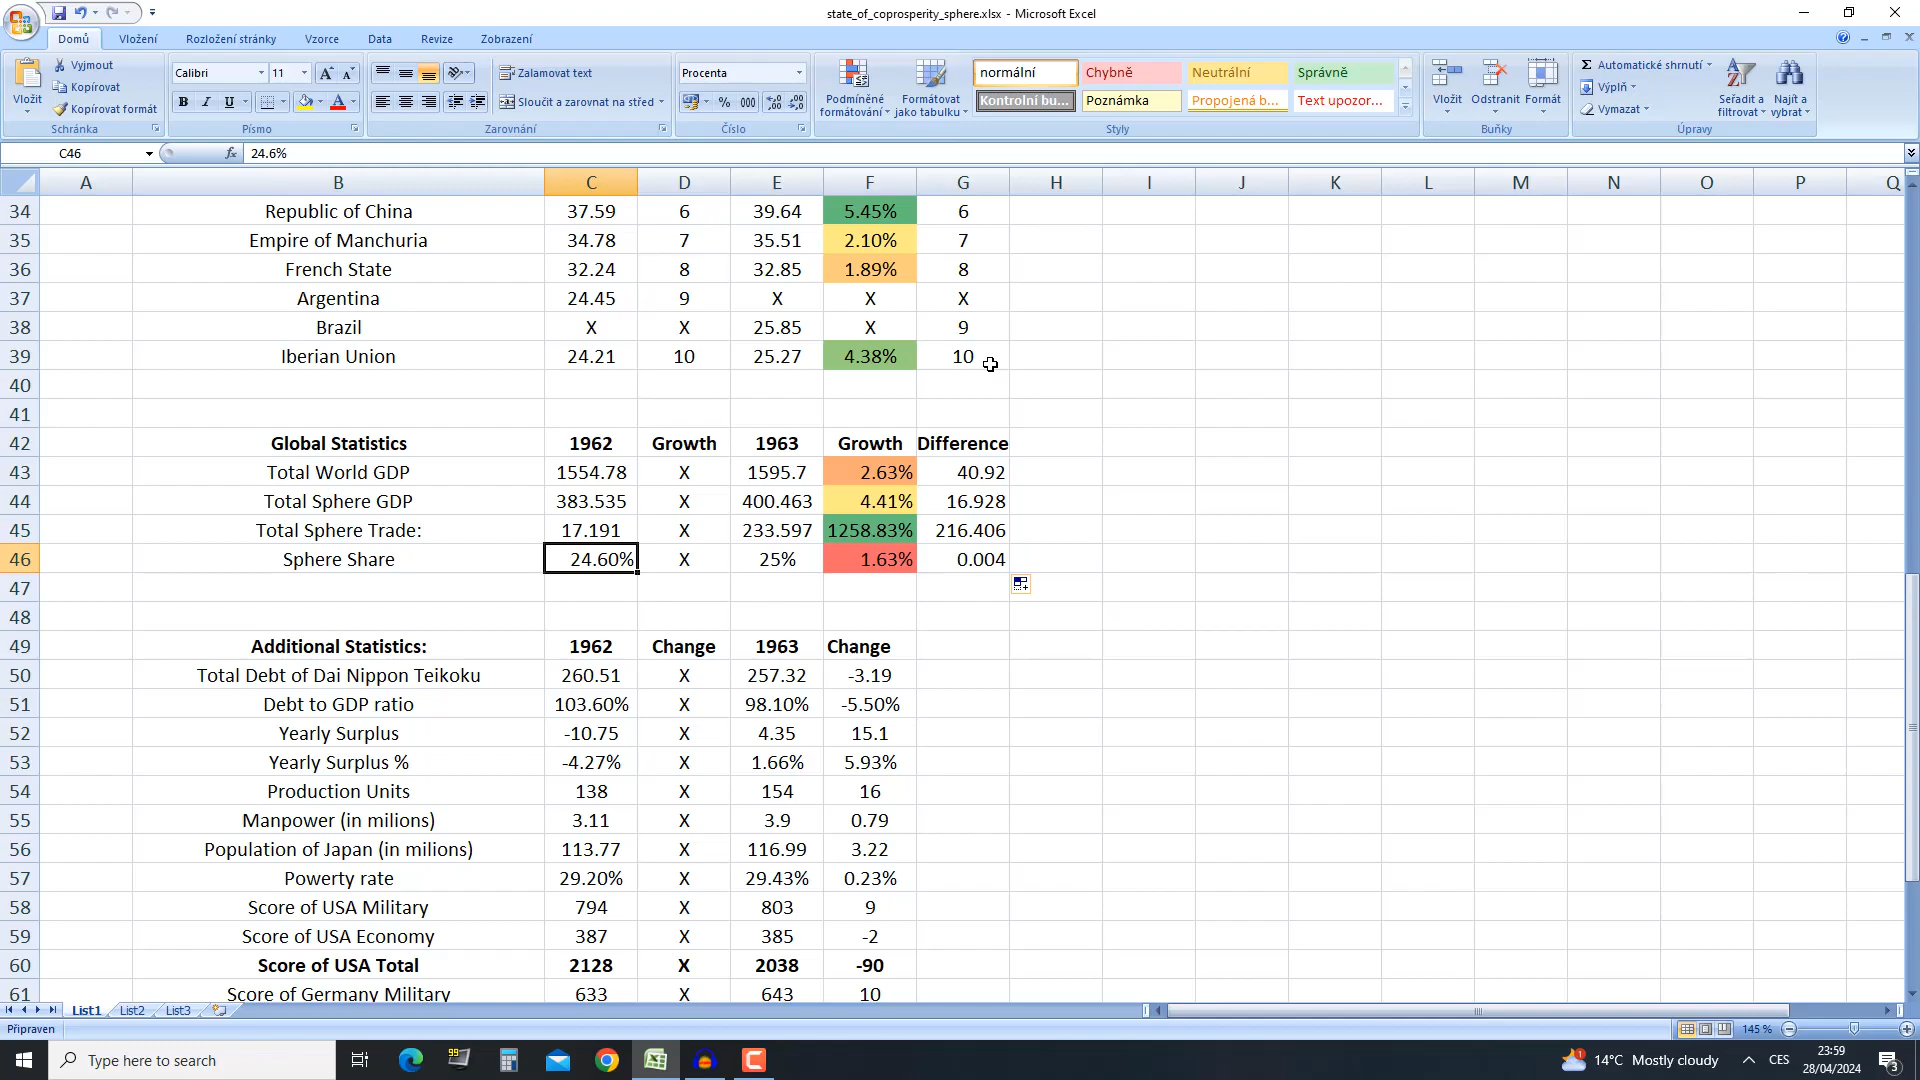 state_of_coprosperity_sphere.xlsx - Microsoft Excel
Domů Vložení Rozložení stránky Vzorce Data Revize Zobrazení
Vložit Vyjmout Kopírovat Kopírovat formát Schránka
Calibri 11 Písmo
Zalamovat text Sloučit a zarovnat na střed Zarovnání
Procenta Číslo
Podmíněné formátování Formátovat jako tabulku
normální Chybně Neutrální Správně
Kontrolní bu... Poznámka Propojená b... Text upozor...
Styly
Vložit Odstranit Formát Buňky
Automatické shrnutí Výplň Vymazat Seřadit a filtrovat Najít a vybrat Úpravy
C46 fx 24.6%
A B C D E F G H I J K L M N O P Q
34 Republic of China 37.59 6 39.64 5.45% 6
35 Empire of Manchuria 34.78 7 35.51 2.10% 7
36 French State 32.24 8 32.85 1.89% 8
37 Argentina 24.45 9 X X X
38 Brazil X X 25.85 X 9
39 Iberian Union 24.21 10 25.27 4.38% 10
40
41
42 Global Statistics 1962 Growth 1963 Growth Difference
43 Total World GDP 1554.78 X 1595.7 2.63% 40.92
44 Total Sphere GDP 383.535 X 400.463 4.41% 16.928
45 Total Sphere Trade: 17.191 X 233.597 1258.83% 216.406
46 Sphere Share 24.60% X 25% 1.63% 0.004
47
48
49 Additional Statistics: 1962 Change 1963 Change
50 Total Debt of Dai Nippon Teikoku 260.51 X 257.32 -3.19
51 Debt to GDP ratio 103.60% X 98.10% -5.50%
52 Yearly Surplus -10.75 X 4.35 15.1
53 Yearly Surplus % -4.27% X 1.66% 5.93%
54 Production Units 138 X 154 16
55 Manpower (in milions) 3.11 X 3.9 0.79
56 Population of Japan (in milions) 113.77 X 116.99 3.22
57 Powerty rate 29.20% X 29.43% 0.23%
58 Score of USA Military 794 X 803 9
59 Score of USA Economy 387 X 385 -2
60 Score of USA Total 2128 X 2038 -90
61 Score of Germany Military 633 X 643 10
List1 List2 List3
Připraven 145 %
Type here to search 99 14°C Mostly cloudy CES 23:59
28/04/2024 3